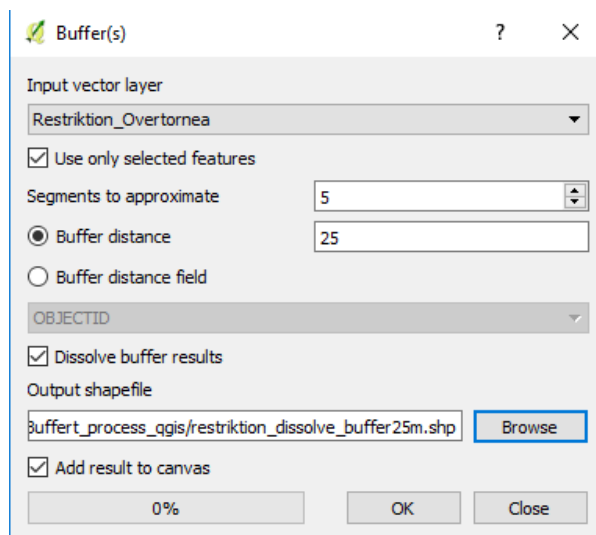 Buffer(s) ?
Input vector layer
Restriktion_Overtornea
Use only selected features
Segments to approximate 5
Buffer distance 25
Buffer distance field
OBJECTID
Dissolve buffer results
Output shapefile
Buffert_process_qgis/restriktion_dissolve_buffer25m.shp Browse
Add result to canvas
0% OK Close